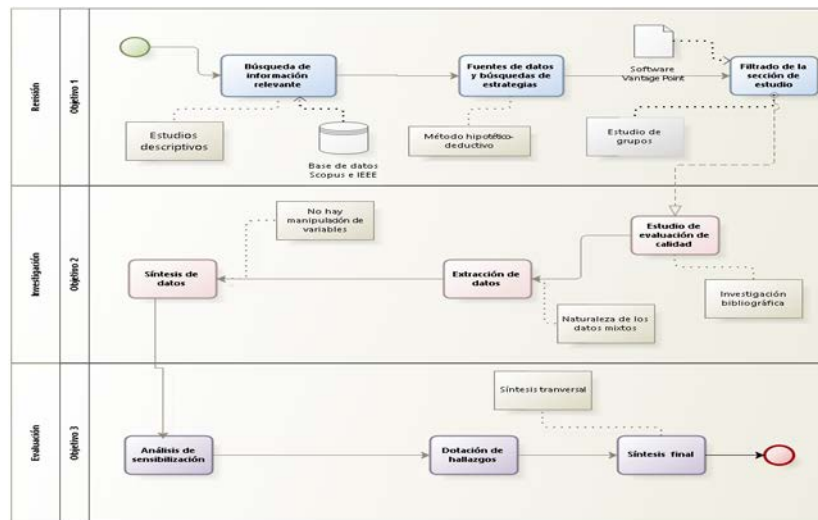 Revisión
Objetivo 1
Búsqueda de
información
relevante
Fuentes de datos
y búsquedas de
estrategias
Software
Vantage Point
Filtrado de la
sección de
estudio
Estudios
descriptivos
Base de datos
Scopus e IEEE
Método hipotético-
deductivo
Estudio de
grupos
Investigación
Objetivo 2
No hay
manipulación de
variables
Estudio de
evaluación de
calidad
Síntesis de
datos
Extracción de
datos
Naturaleza de los
datos mixtos
Investigación
bibliográfica
Evaluación
Objetivo 3
Síntesis tranversal
Análisis de
sensibilización
Dotación de
hallazgos
Síntesis final